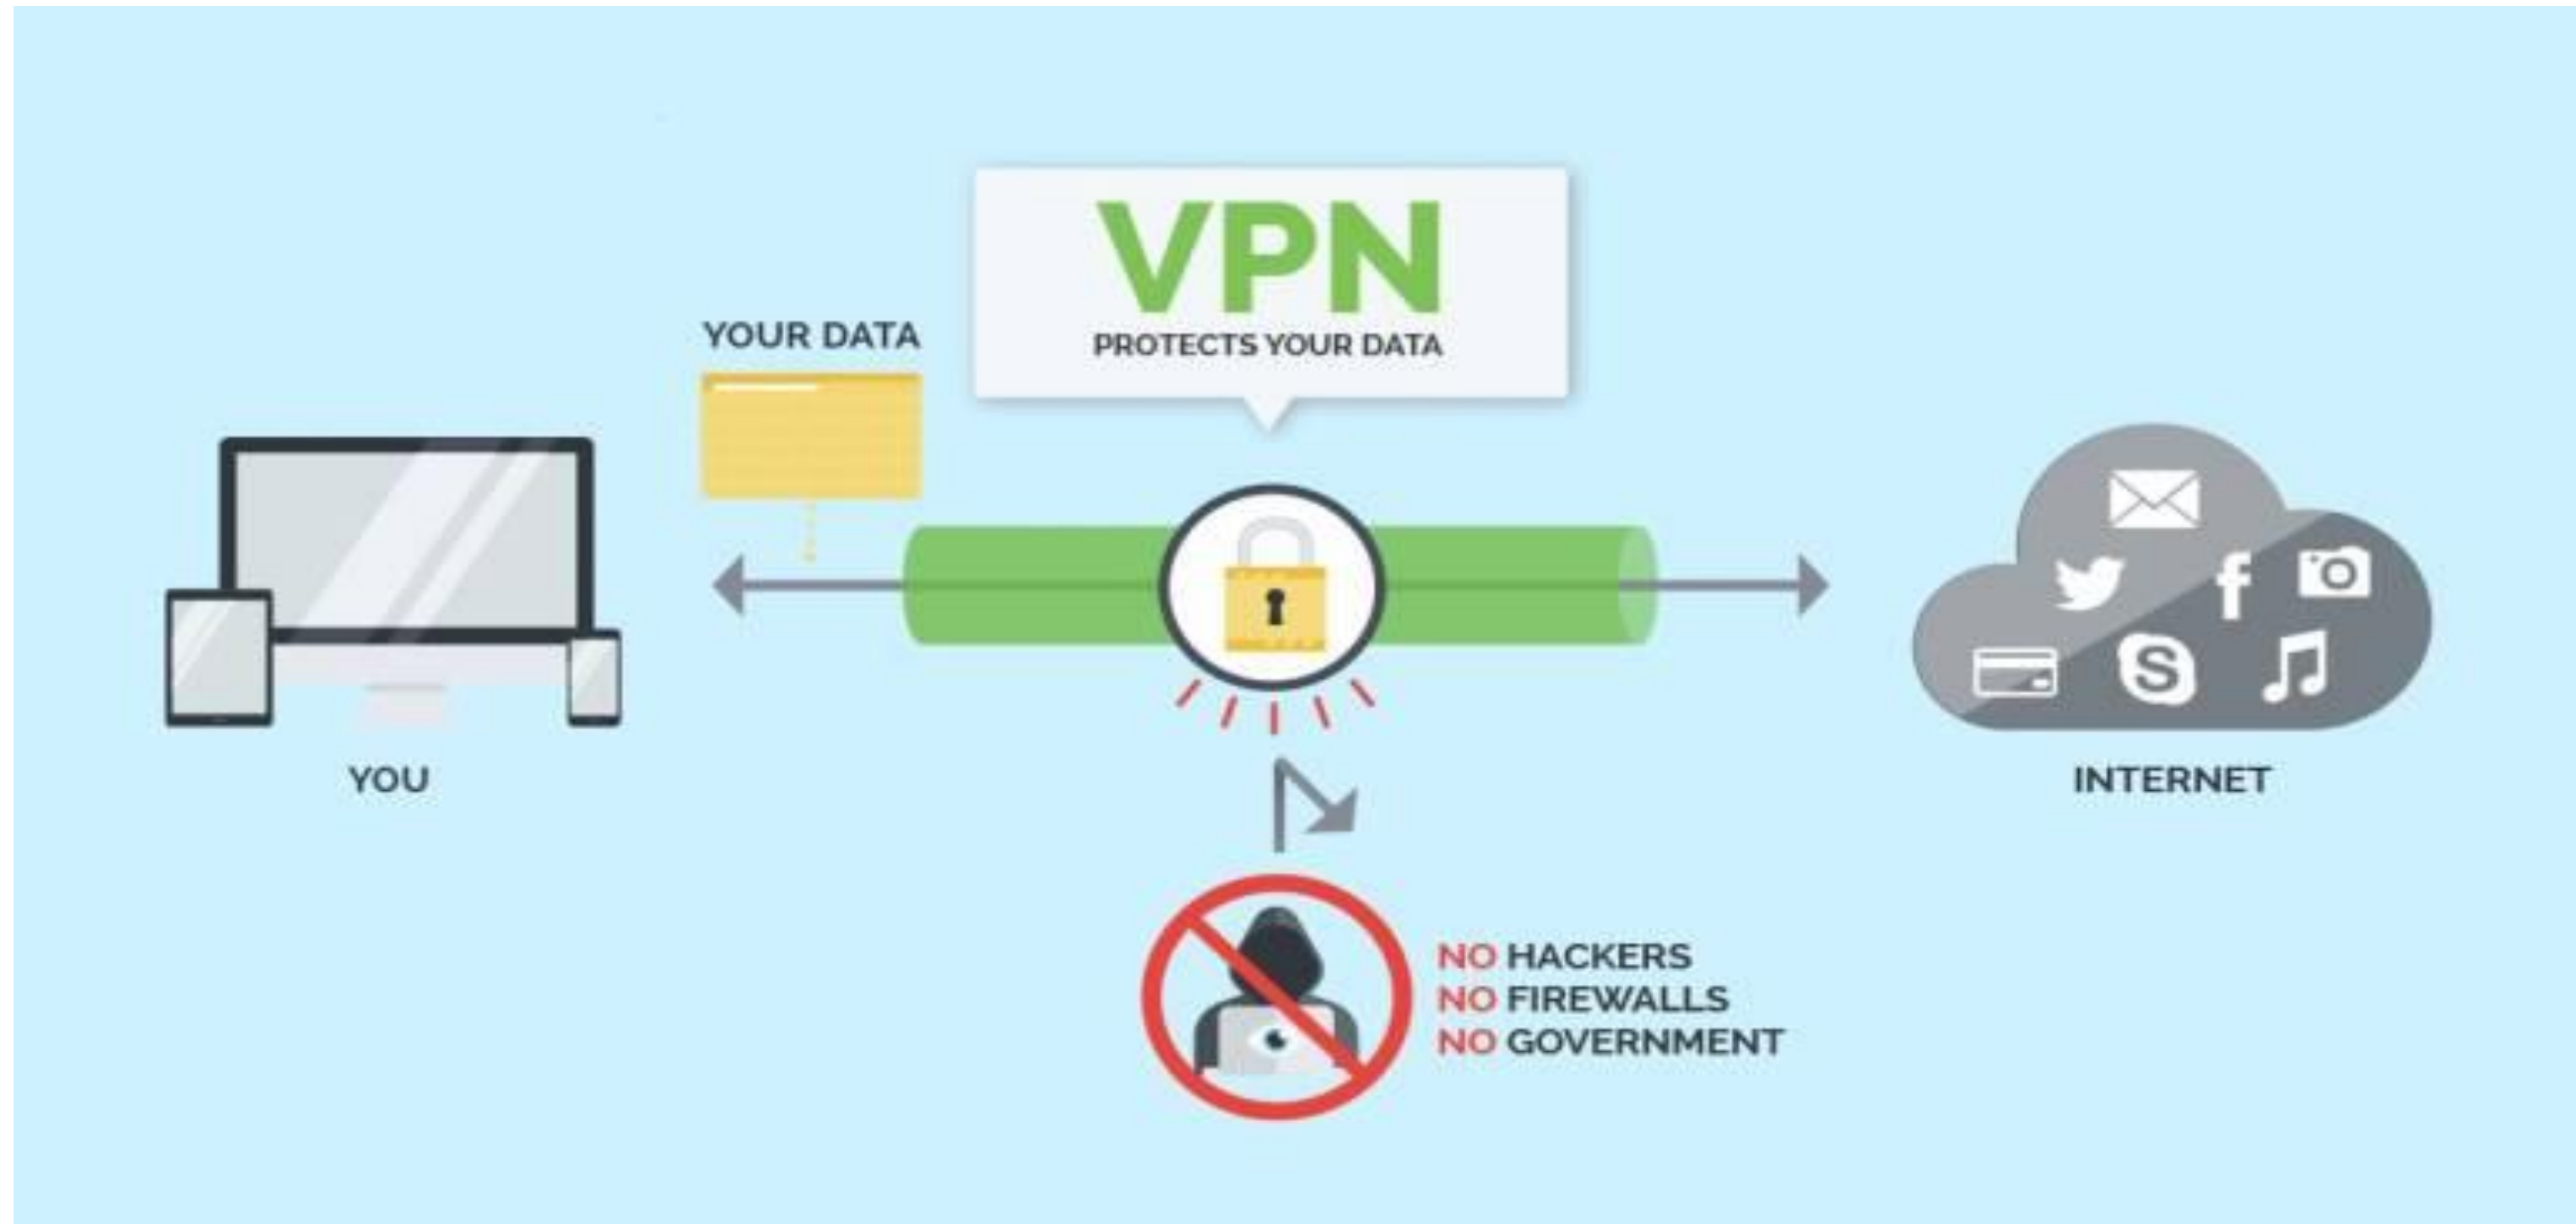 VPN
PROTECTS YOUR DATA
YOUR DATA
YOU
INTERNET
NO HACKERS
NO FIREWALLS
NO GOVERNMENT